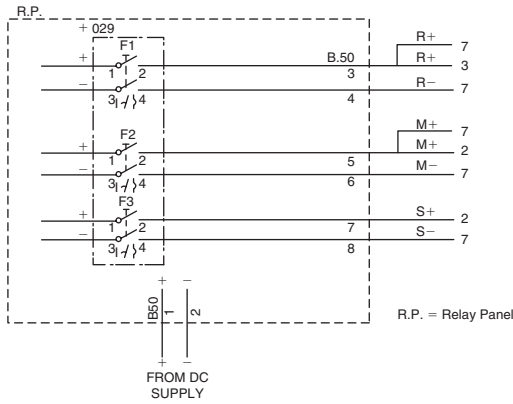 R.P.
+ 029
F1
R+ 7
+ 1 2 B.50 3 R+ 3
− 3 4 4 R− 7
F2
M+ 7
+ 1 2 5 M+ 2
− 3 4 6 M− 7
F3
+ 1 2 7 S+ 2
− 3 4 8 S− 7
+ −
B50 1 2
R.P. = Relay Panel
+ −
FROM DC
SUPPLY